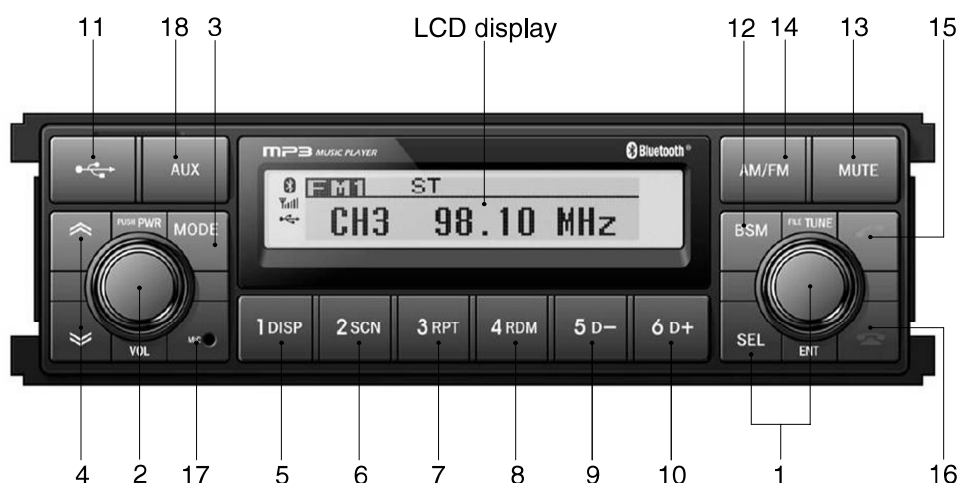 11 18 3 LCD display 12 14 13 15
MP3 MUSIC PLAYER Bluetooth®
AUX AM/FM MUTE
FM1 ST
CH3 98.10 MHz
PUSH PWR MODE BSM FILE TUNE
1 DISP 2 SCN 3 RPT 4 RDM 5 D− 6 D+
VOL MIC SEL ENT
4 2 17 5 6 7 8 9 10 1 16